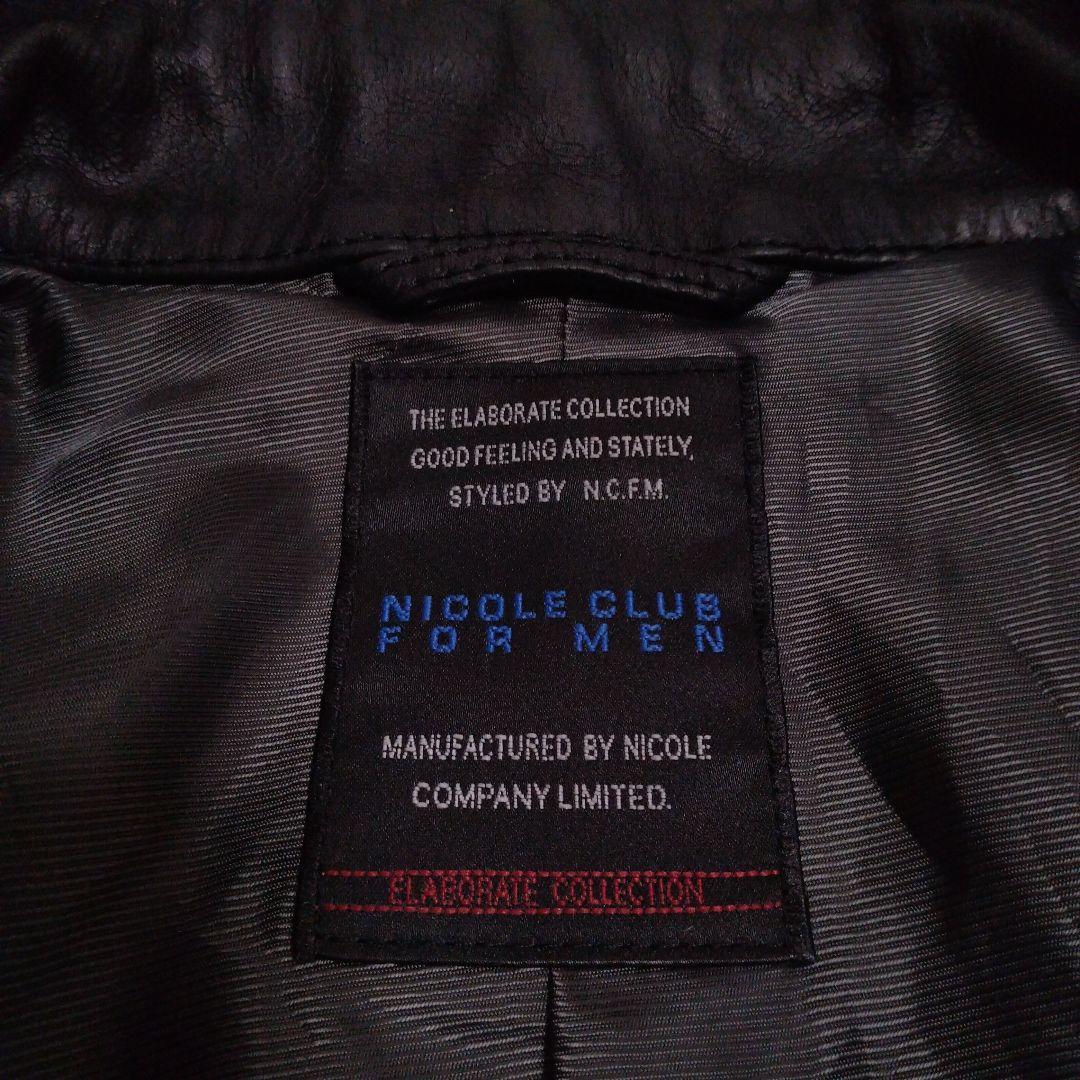 THE ELABORATE COLLECTION
GOOD FEELING AND STATELY,
STYLED BY N.C.F.M.
NICOLE CLUB
FOR MEN
MANUFACTURED BY NICOLE
COMPANY LIMITED.
ELABORATE COLLECTION